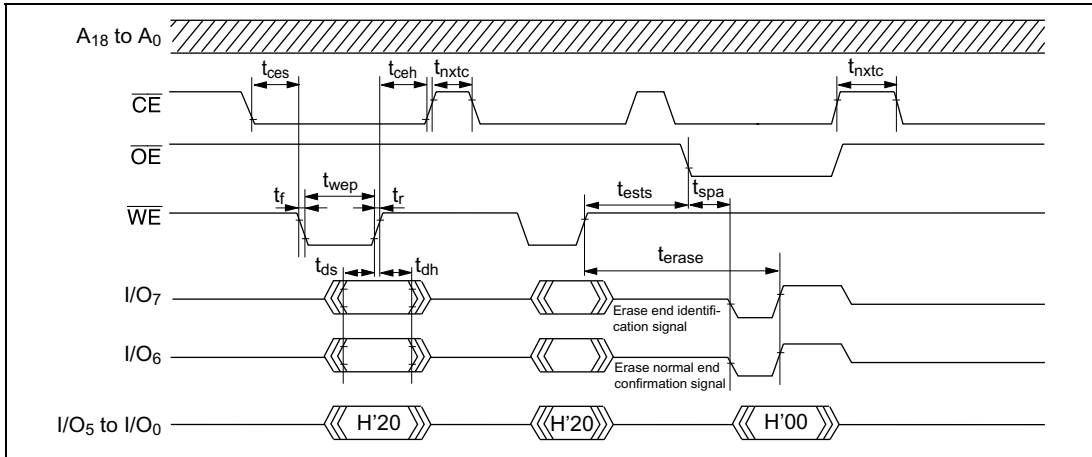 A18 to A0
tces
tceh
tnxtc
tnxtc
CE
OE
tests
tspa
tf
twep
tr
WE
terase
tds
tdh
I/O7
Erase end identifi-
cation signal
I/O6
Erase normal end
confirmation signal
I/O5 to I/O0
H'20
H'20
H'00